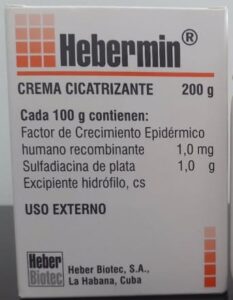 Hebermin®
CREMA CICATRIZANTE 200 g
Cada 100 g contienen:
Factor de Crecimiento Epidérmico
humano recombinante 1,0 mg
Sulfadiacina de plata 1,0 g
Excipiente hidrófilo, cs
USO EXTERNO
Heber
Biotec
Heber Biotec, S.A.,
La Habana, Cuba